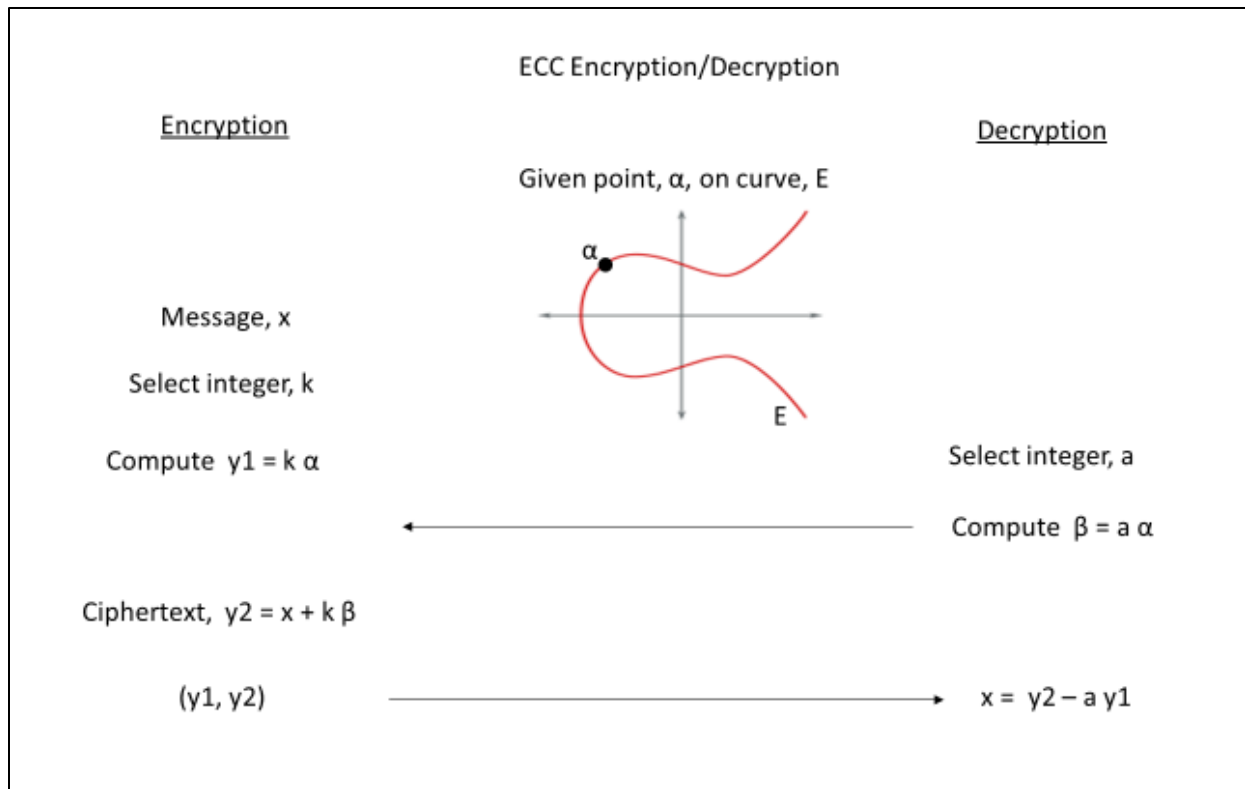 ECC Encryption/Decryption
Encryption
Decryption
Given point, α, on curve, E
α
Message, x
Select integer, k
E
Compute y1 = k α
Select integer, a
Compute β = a α
Ciphertext, y2 = x + k β
(y1, y2)
x = y2 – a y1